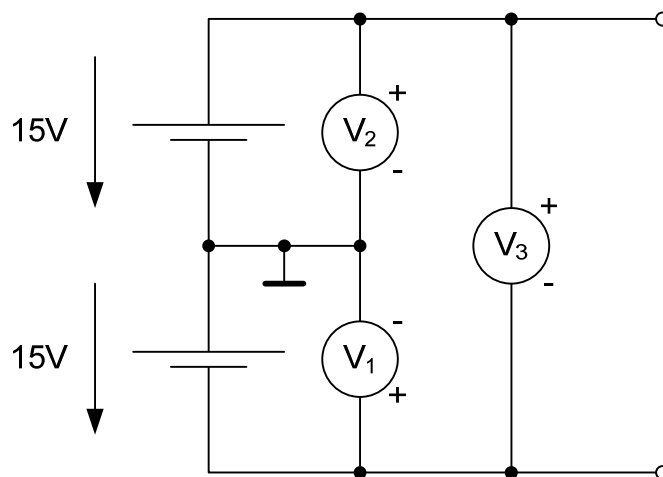 +
15V
V₂
-
+
V₃
-
-
15V
V₁
+